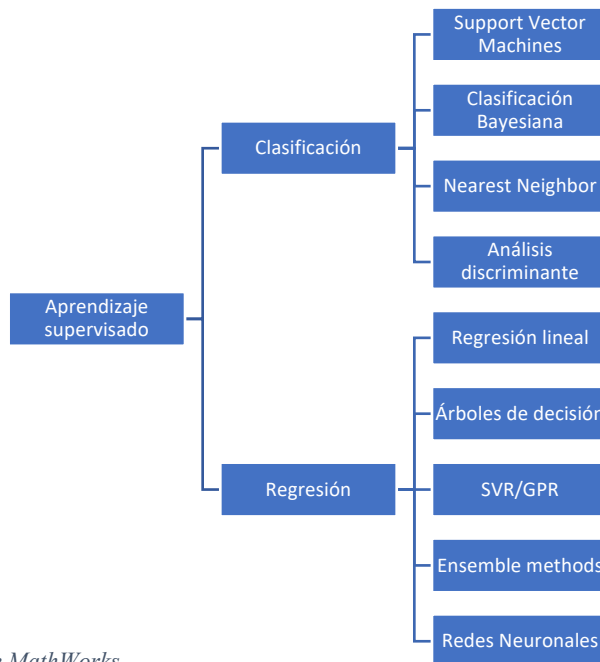 Support Vector
Machines
Clasificación
Bayesiana
Clasificación
Nearest Neighbor
Análisis
discriminante
Aprendizaje
supervisado
Regresión lineal
Árboles de decisión
Regresión
SVR/GPR
Ensemble methods
Redes Neuronales
MathWorks